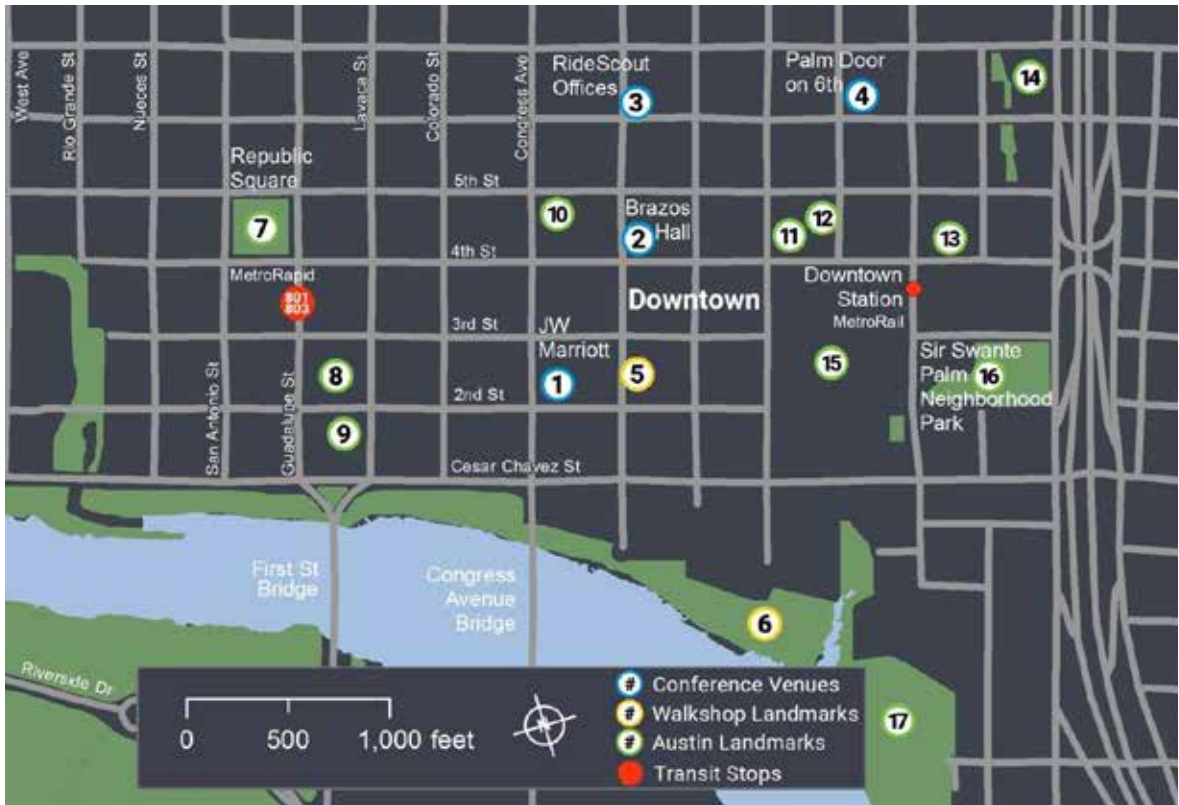 West Ave
Rio Grande St
Nueces St
Lavaca St
Colorado St
Congress Ave
RideScout
Offices
3
Palm Door
on 6th
4
14
Republic
Square
7
5th St
10
Brazos
Hall
2
11
12
13
4th St
MetroRapid
801
803
Downtown
Downtown
Station
MetroRail
3rd St
JW
Marriott
1
5
8
15
Sir Swante
Palm
Neighborhood
Park
16
2nd St
9
San Antonio St
Guadalupe St
Cesar Chavez St
First St
Bridge
Congress
Avenue
Bridge
6
Riverside Dr
17
0 500 1,000 feet
N
# Conference Venues
# Walkshop Landmarks
# Austin Landmarks
Transit Stops